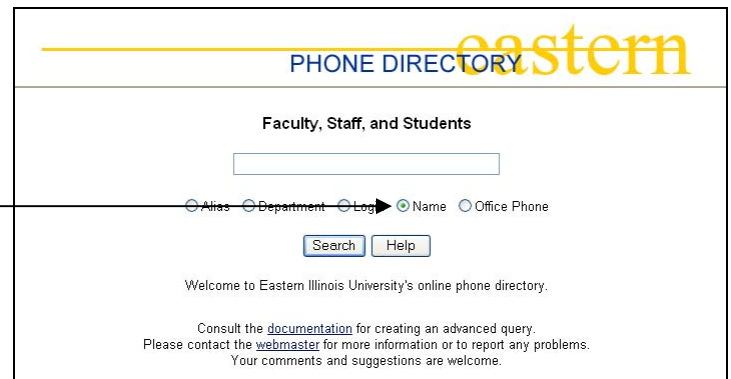 eastern
PHONE DIRECTORY
Faculty, Staff, and Students
Alias Department Name Office Phone
Search Help
Welcome to Eastern Illinois University's online phone directory.
Consult the documentation for creating an advanced query.
Please contact the webmaster for more information or to report any problems.
Your comments and suggestions are welcome.